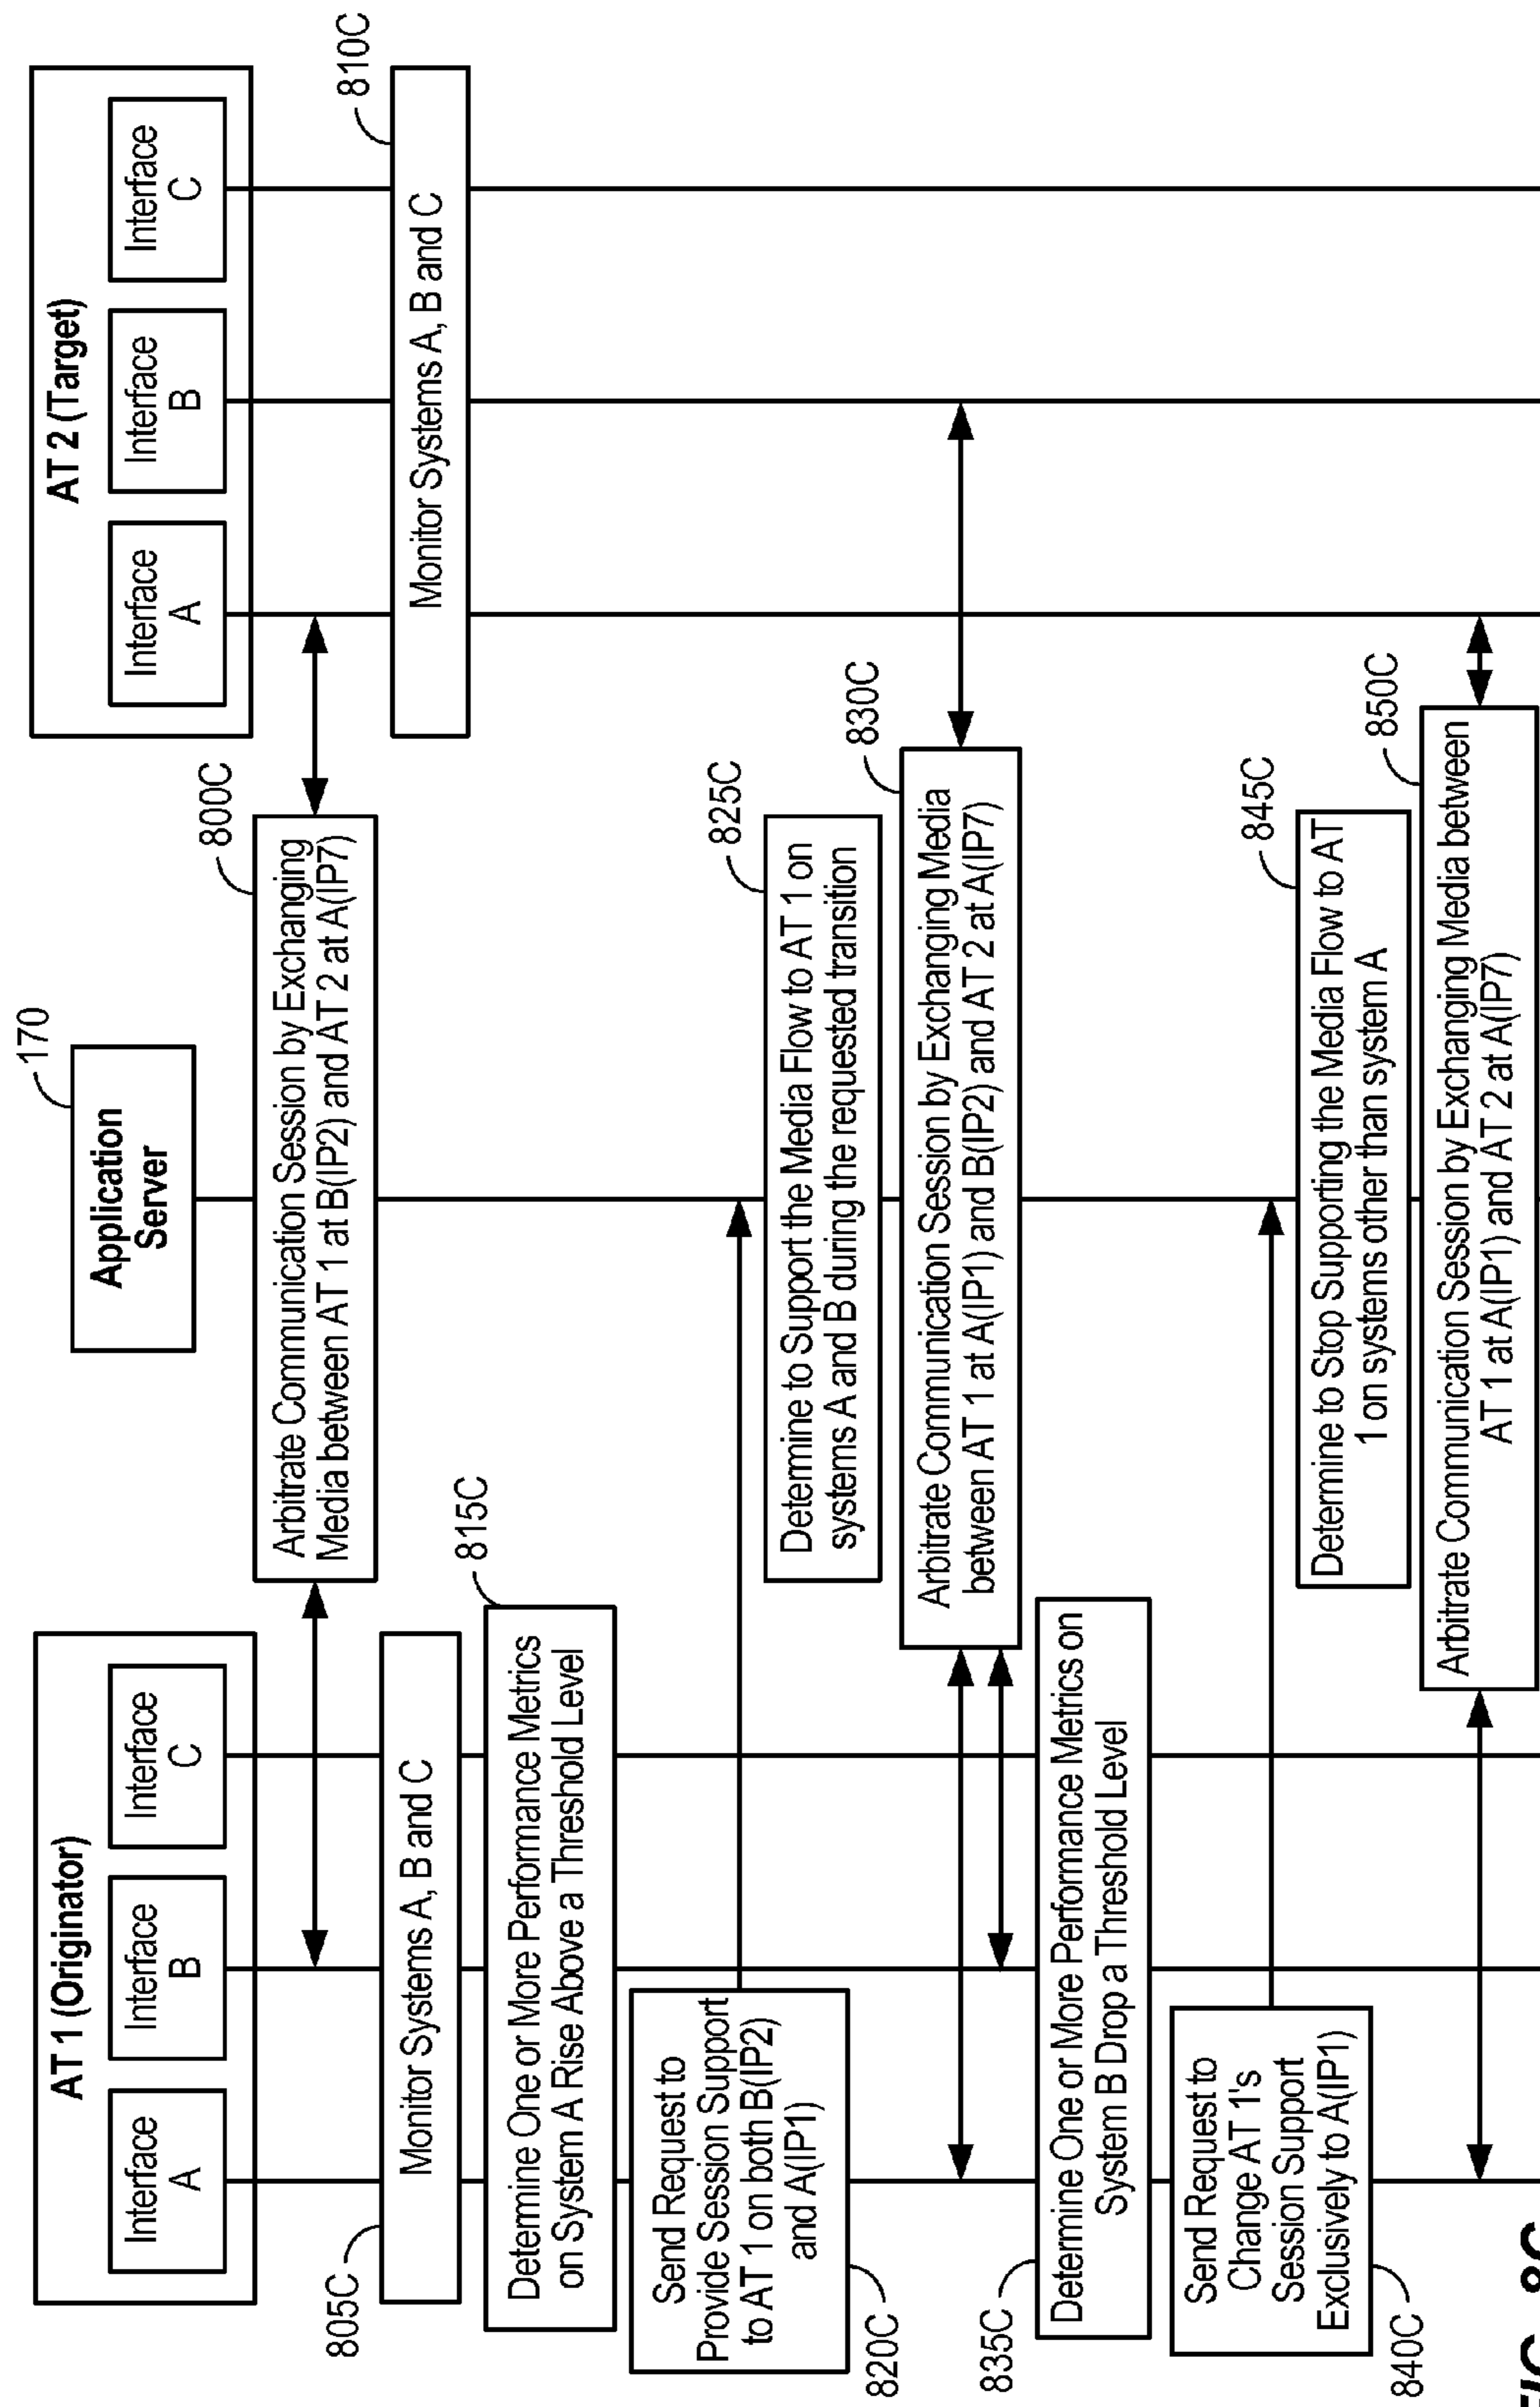 AT 1 (Originator)
Interface
A
Interface
B
Interface
C
Application
Server
170
AT 2 (Target)
Interface
A
Interface
B
Interface
C
Arbitrate Communication Session by Exchanging
Media between AT 1 at B(IP2) and AT 2 at A(IP7)
800C
805C
Monitor Systems A, B and C
Monitor Systems A, B and C
810C
Determine One or More Performance Metrics
on System A Rise Above a Threshold Level
815C
Send Request to
Provide Session Support
to AT 1 on both B(IP2)
and A(IP1)
820C
Determine to Support the Media Flow to AT 1 on
systems A and B during the requested transition
825C
Arbitrate Communication Session by Exchanging Media
between AT 1 at A(IP1) and B(IP2) and AT 2 at A(IP7)
830C
835C
Determine One or More Performance Metrics on
System B Drop a Threshold Level
Send Request to
Change AT 1's
Session Support
Exclusively to A(IP1)
840C
Determine to Stop Supporting the Media Flow to AT
1 on systems other than system A
845C
Arbitrate Communication Session by Exchanging Media between
AT 1 at A(IP1) and AT 2 at A(IP7)
850C